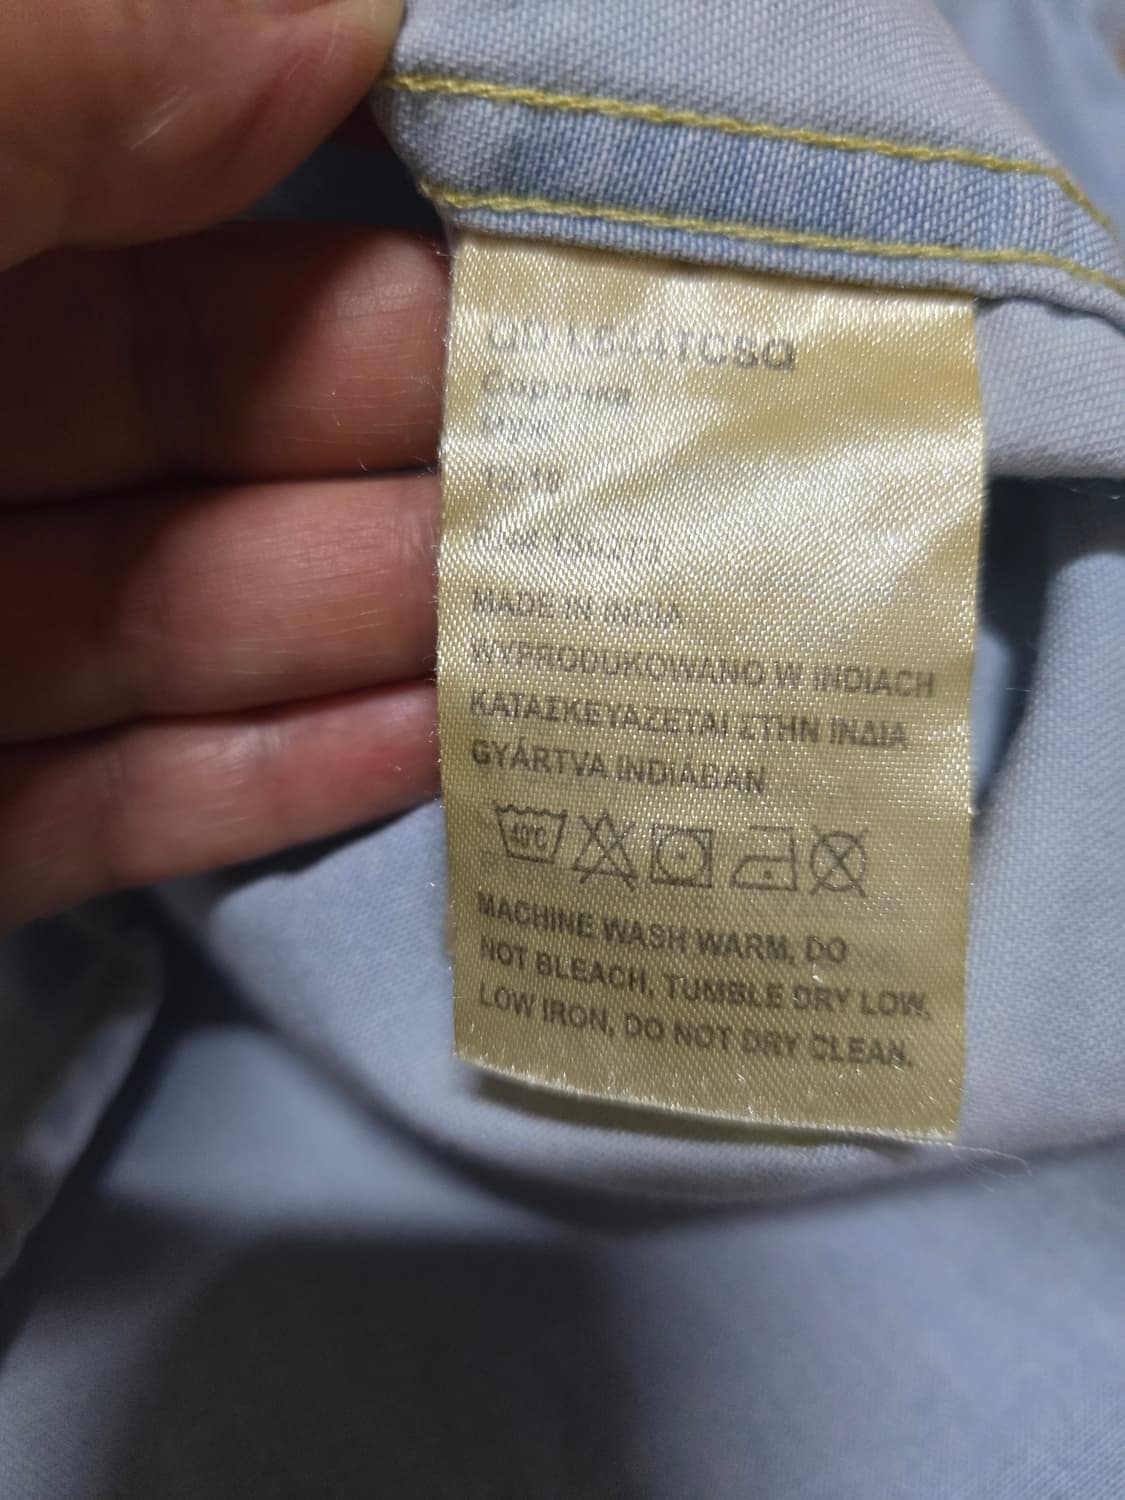 Сорочка
MADE IN INDIA
WYPRODUKOWANO W INDIACH
ΚΑΤΑΣΚΕΥΑΖΕΤΑΙ ΣΤΗΝ ΙΝΔΙΑ
GYÁRTVA INDIÁBAN
40°C
MACHINE WASH WARM, DO
NOT BLEACH, TUMBLE DRY LOW,
LOW IRON, DO NOT DRY CLEAN.